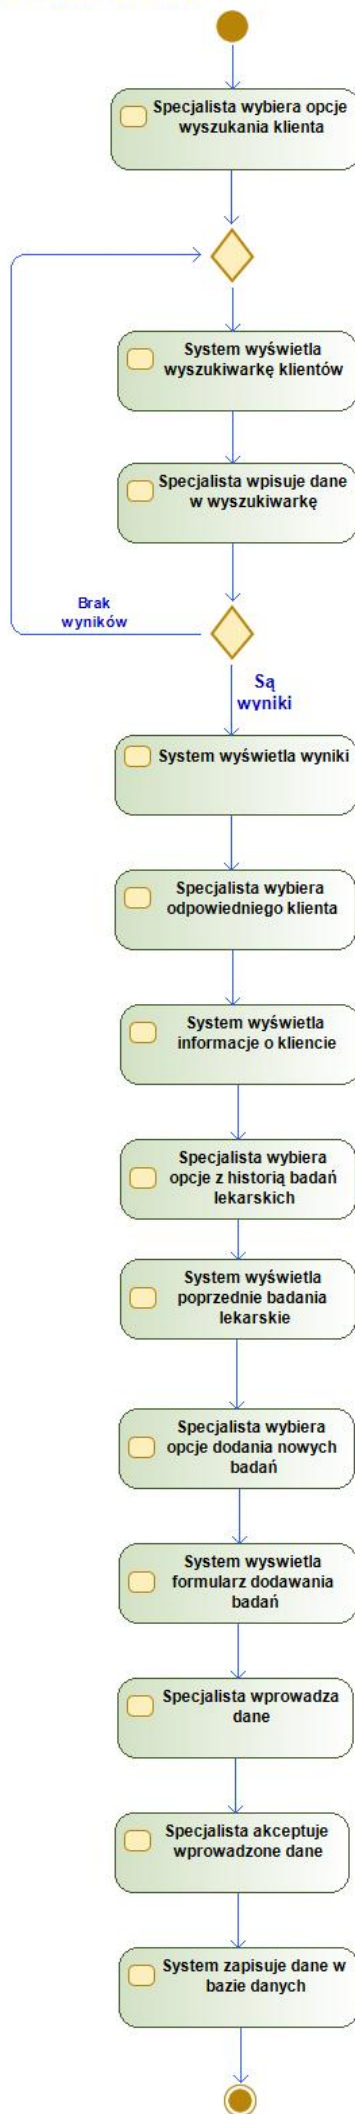 Specjalista wybiera opcje
wyszukania klienta
System wyświetla
wyszukiwarkę klientów
Specjalista wpisuje dane
w wyszukiwarkę
Brak
wyników
Są
wyniki
System wyświetla wyniki
Specjalista wybiera
odpowiedniego klienta
System wyświetla
informacje o kliencie
Specjalista wybiera
opcje z historią badań
lekarskich
System wyświetla
poprzednie badania
lekarskie
Specjalista wybiera
opcje dodania nowych
badań
System wyswietla
formularz dodawania
badań
Specjalista wprowadza
dane
Specjalista akceptuje
wprowadzone dane
System zapisuje dane w
bazie danych